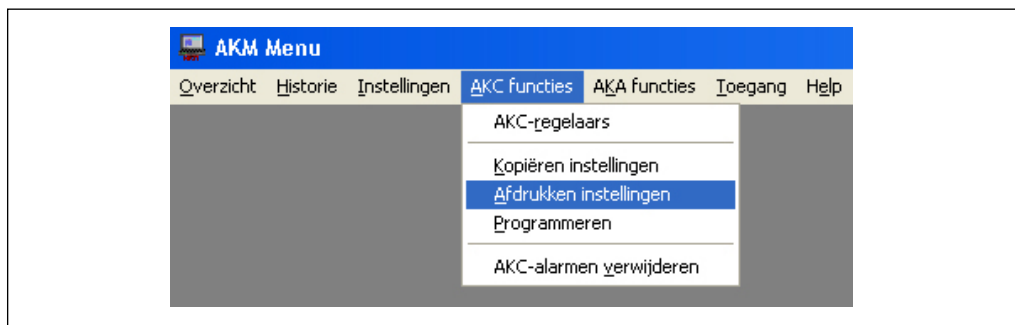 AKM Menu
Overzicht Historie Instellingen AKC functies AKA functies Toegang Help
AKC-regelaars
Kopiëren instellingen
Afdrukken instellingen
Programmeren
AKC-alarmen verwijderen